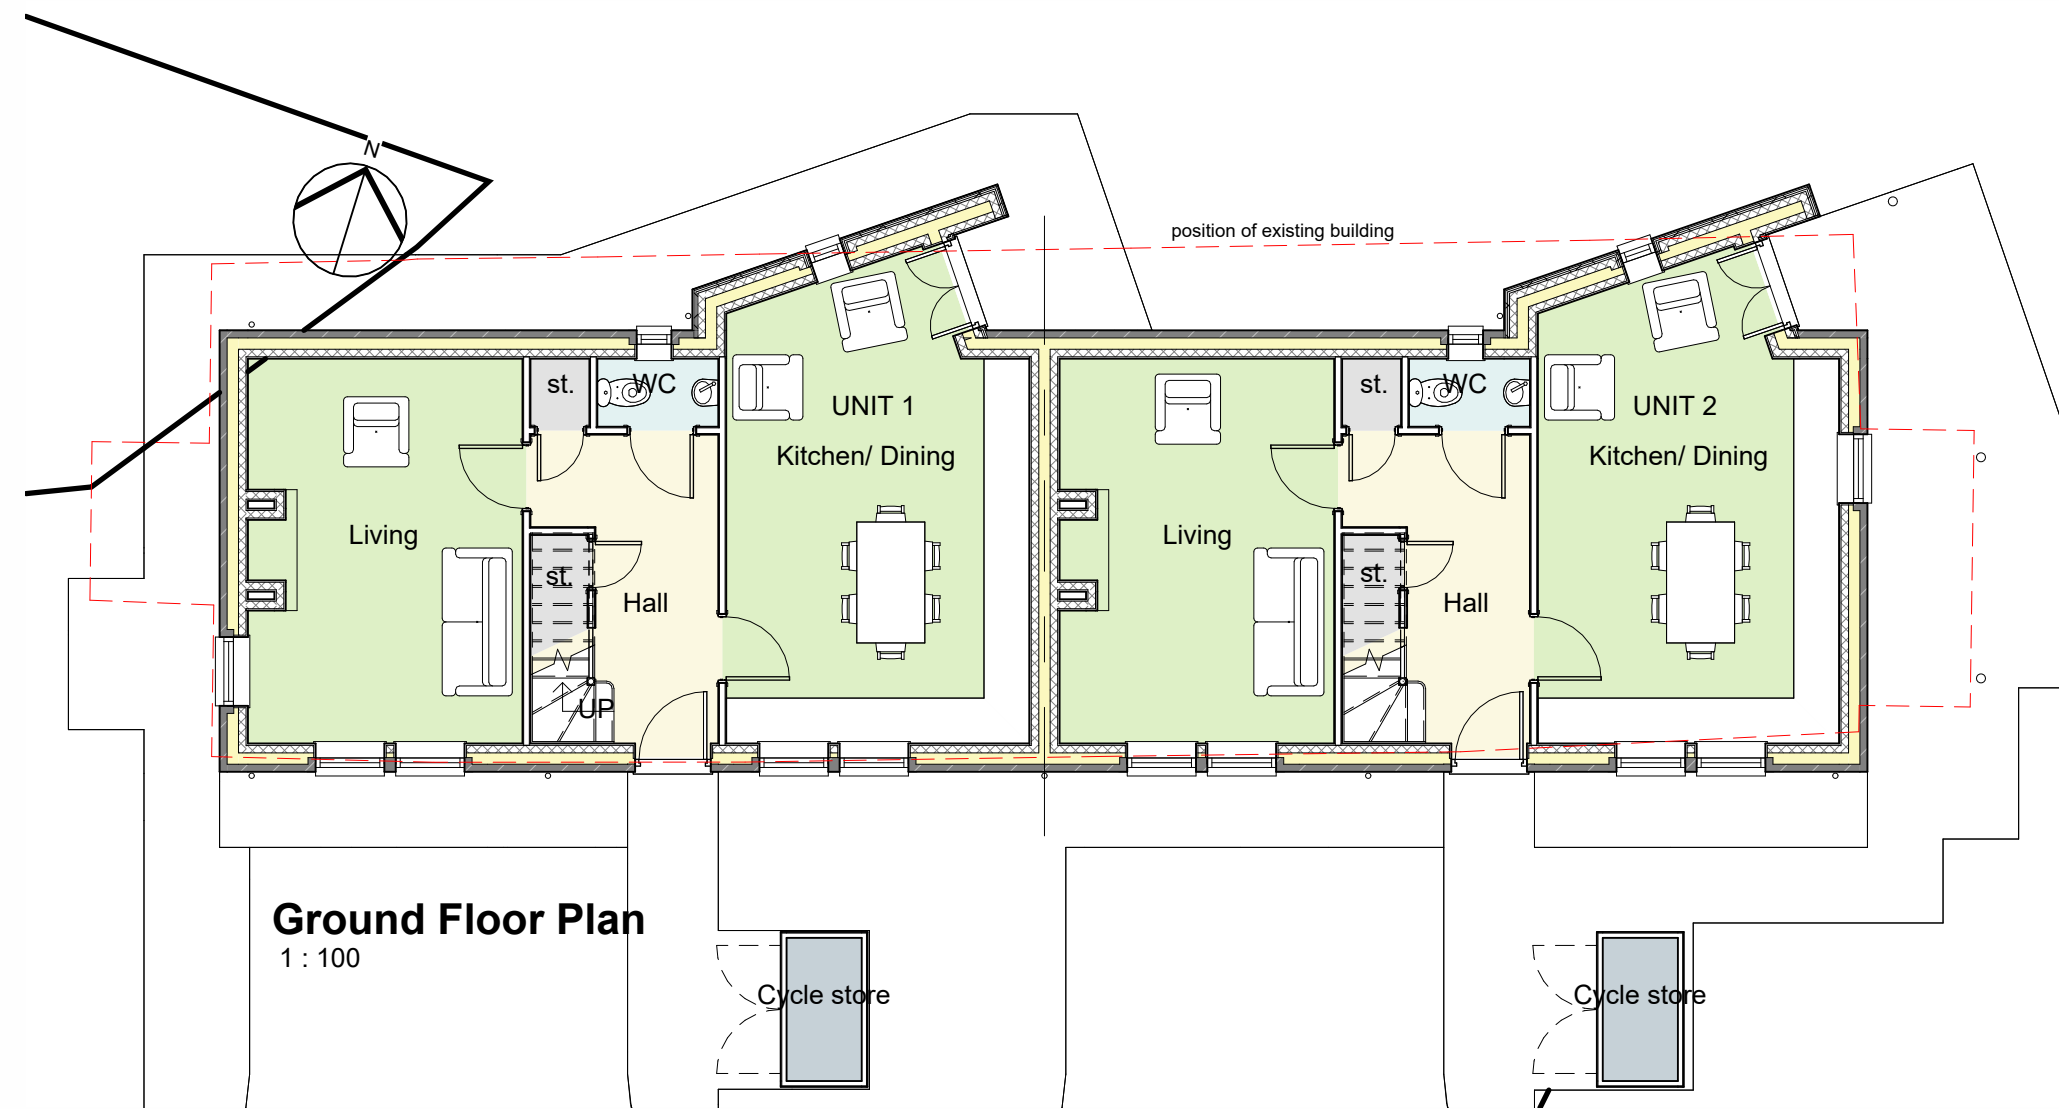 N
position of existing building
st.
WC
UNIT 1
Kitchen/ Dining
st.
WC
UNIT 2
Kitchen/ Dining
Living
st.
Hall
UP
Living
st.
Hall
Ground Floor Plan
1 : 100
Cycle store
Cycle store